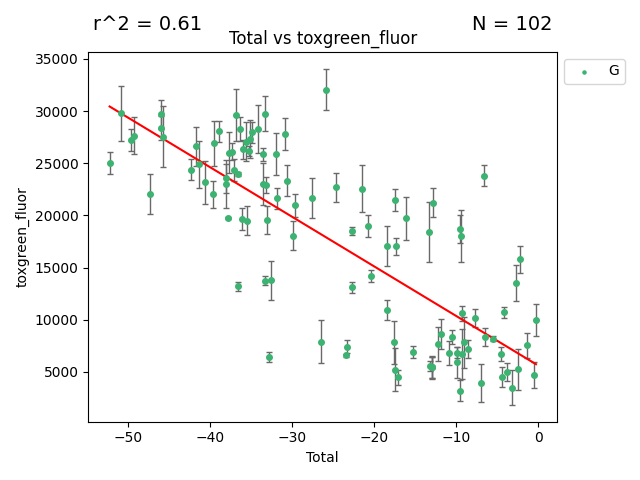 r^2 = 0.61 N = 102
Total vs toxgreen_fluor
G
35000
30000
25000
20000
15000
10000
5000
toxgreen_fluor
−50 −40 −30 −20 −10 0
Total